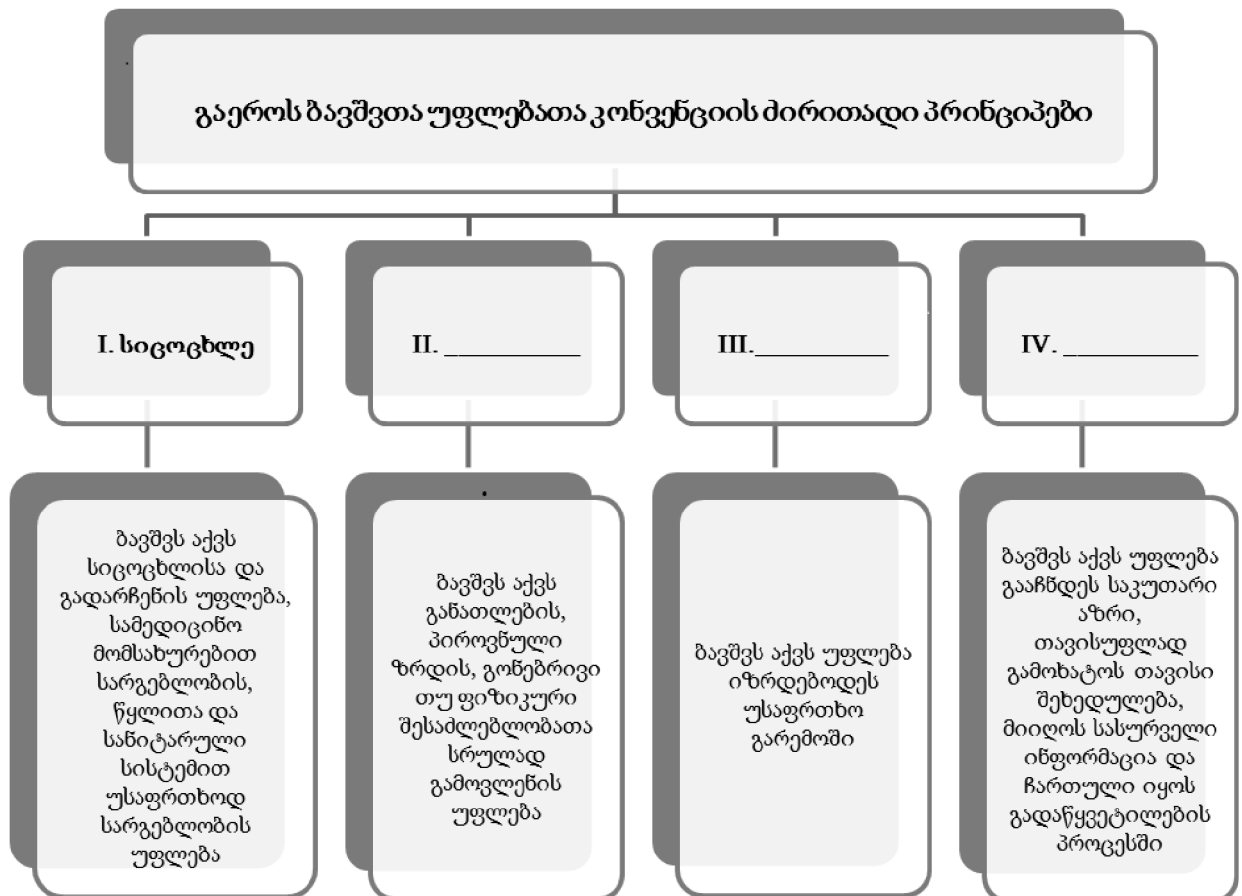 გაეროს ბავშვთა უფლებათა კონვენციის ძირითადი პრინციპები
I. სიცოცხლე
II. ___________
III.___________
IV. ___________
ბავშვს აქვს
სიცოცხლისა და
გადარჩენის უფლება,
სამედიცინო
მომსახურებით
სარგებლობის,
წყლითა და
სანიტარული
სისტემით
უსაფრთხოდ
სარგებლობის
უფლება
ბავშვს აქვს
განათლების,
პიროვნული
ზრდის, გონებრივი
თუ ფიზიკური
შესაძლებლობათა
სრულად
გამოვლენის
უფლება
ბავშვს აქვს უფლება
იზრდებოდეს
უსაფრთხო
გარემოში
ბავშვს აქვს უფლება
გააჩნდეს საკუთარი
აზრი,
თავისუფლად
გამოხატოს თავისი
შეხედულება,
მიიღოს სასურველი
ინფორმაცია და
ჩართული იყოს
გადაწყვეტილების
პროცესში